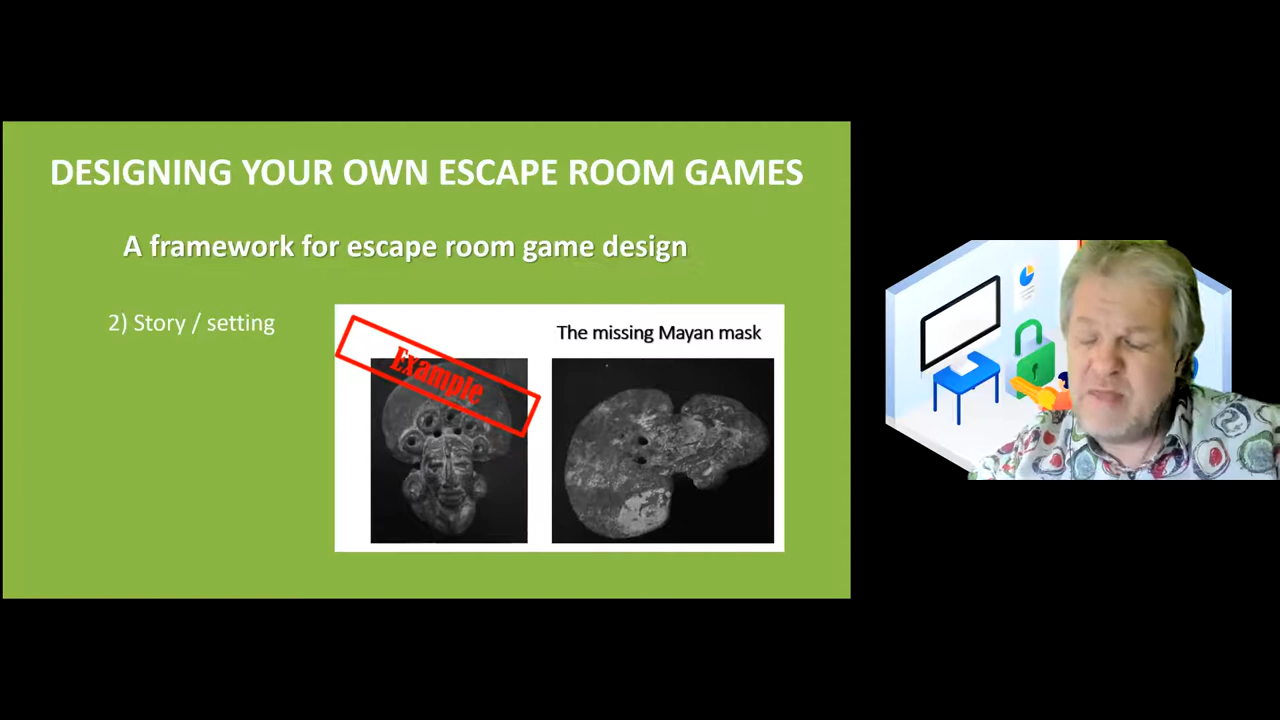 DESIGNING YOUR OWN ESCAPE ROOM GAMES
A framework for escape room game design
2) Story / setting
Example
The missing Mayan mask